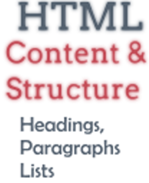 HTML
Content &
Structure
Headings,
Paragraphs
Lists